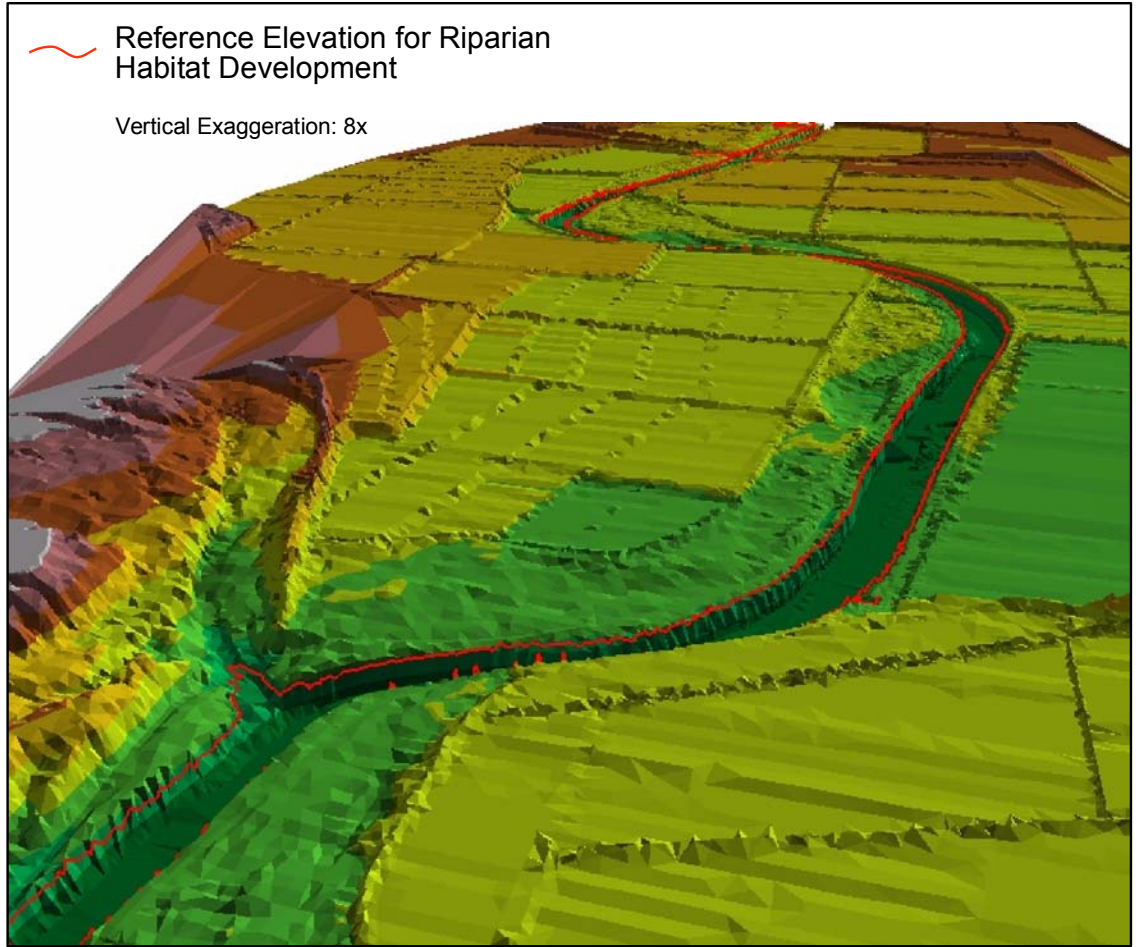 Reference Elevation for Riparian
Habitat Development
Vertical Exaggeration: 8x